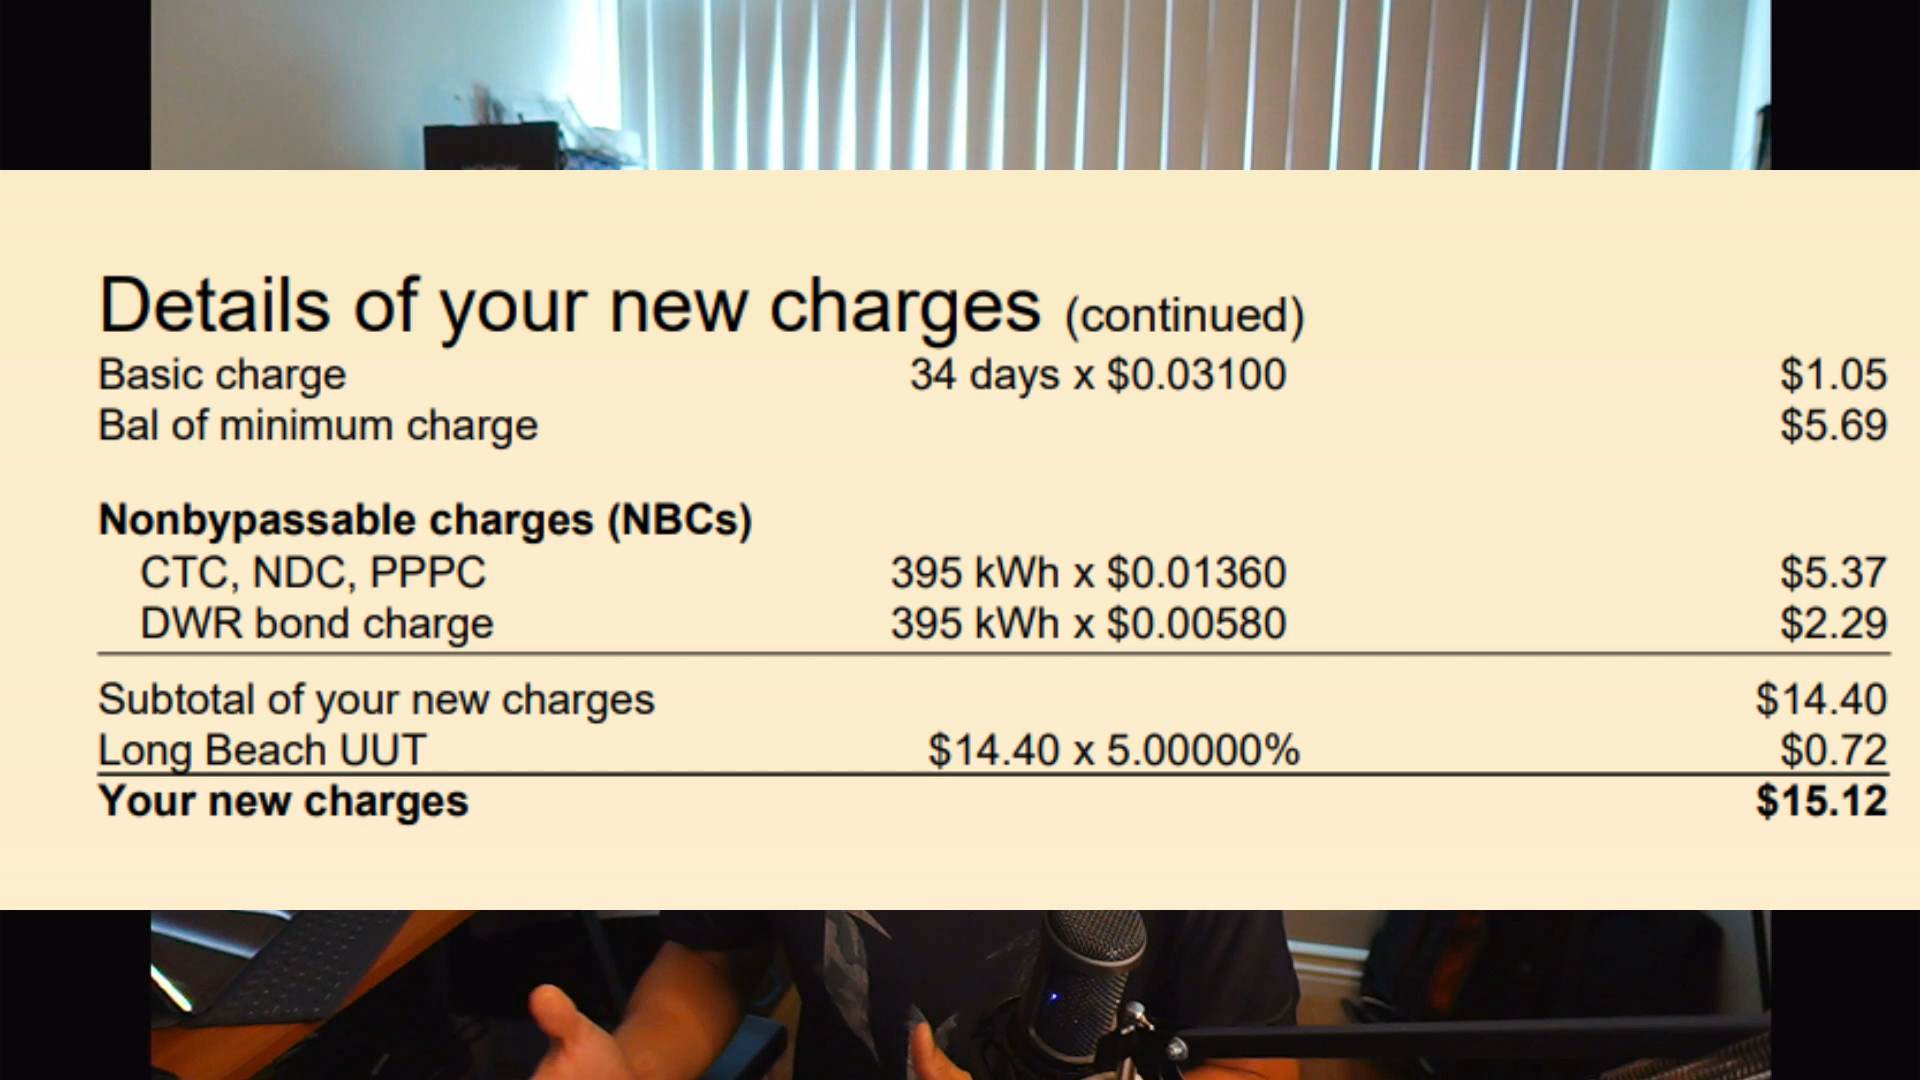 Details of your new charges (continued)
Basic charge 34 days x $0.03100 $1.05
Bal of minimum charge $5.69
Nonbypassable charges (NBCs)
CTC, NDC, PPPC 395 kWh x $0.01360 $5.37
DWR bond charge 395 kWh x $0.00580 $2.29
Subtotal of your new charges $14.40
Long Beach UUT $14.40 x 5.00000% $0.72
Your new charges $15.12